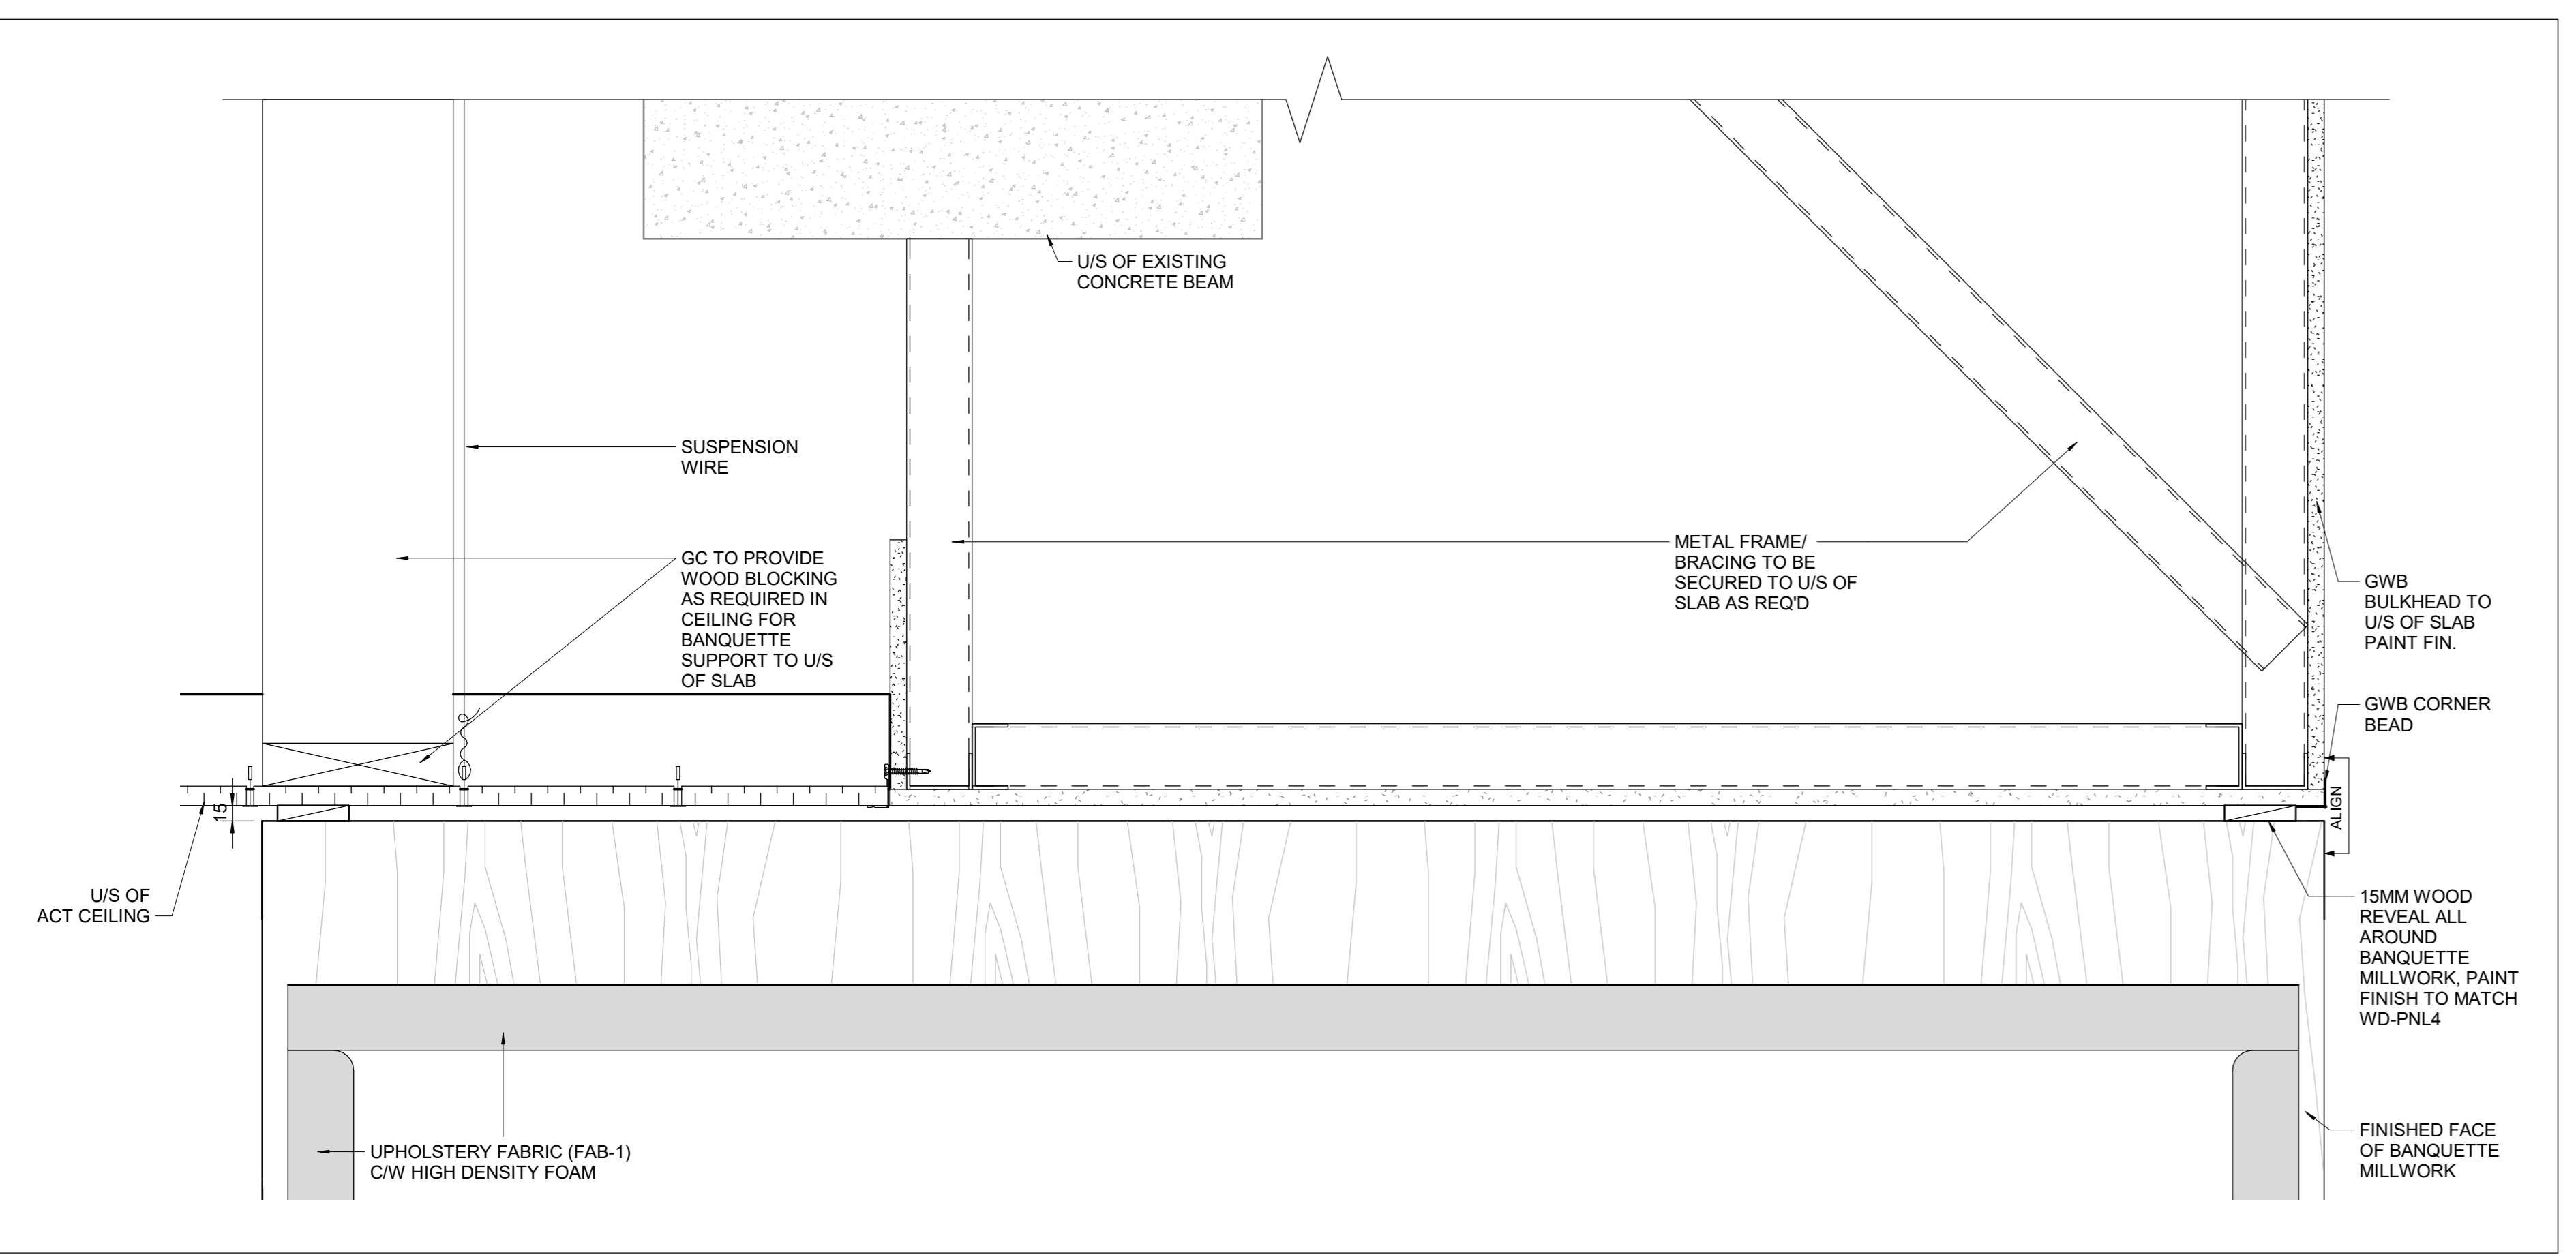 U/S OF EXISTING
CONCRETE BEAM
SUSPENSION
WIRE
GC TO PROVIDE
WOOD BLOCKING
AS REQUIRED IN
CEILING FOR
BANQUETTE
SUPPORT TO U/S
OF SLAB
METAL FRAME/
BRACING TO BE
SECURED TO U/S OF
SLAB AS REQ'D
GWB
BULKHEAD TO
U/S OF SLAB
PAINT FIN.
GWB CORNER
BEAD
ALIGN
15
U/S OF
ACT CEILING
15MM WOOD
REVEAL ALL
AROUND
BANQUETTE
MILLWORK, PAINT
FINISH TO MATCH
WD-PNL4
UPHOLSTERY FABRIC (FAB-1)
C/W HIGH DENSITY FOAM
FINISHED FACE
OF BANQUETTE
MILLWORK